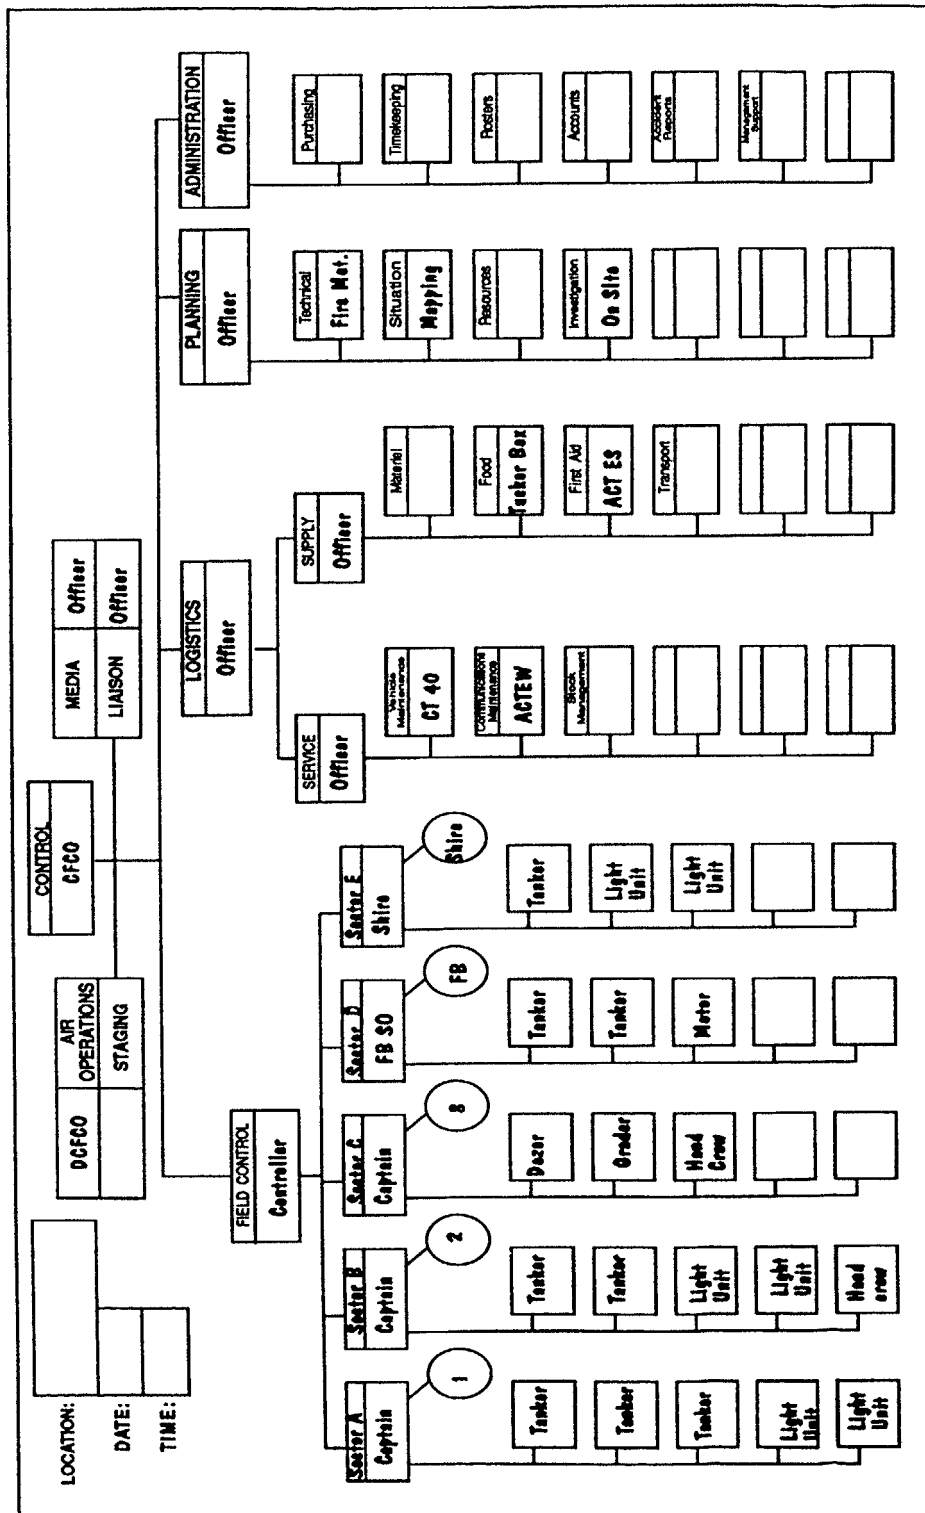 LOCATION:
DATE:
TIME:
CONTROL
CFCO
DCFCO
AIR
OPERATIONS
STAGING
MEDIA
Officer
LIAISON
Officer
FIELD CONTROL
Controller
LOGISTICS
Officer
PLANNING
Officer
ADMINISTRATION
Officer
SERVICE
Officer
SUPPLY
Officer
Sector A
Captain
1
Tanker
Tanker
Tanker
Light
Unit
Light
Unit
Sector B
Captain
2
Tanker
Tanker
Light
Unit
Light
Unit
Hand
crew
Sector C
Captain
Dozer
Grader
Hand
Crew
Sector D
FB SO
FB
Tanker
Tanker
Motor
Sector E
Shire
Shire
Tanker
Light
Unit
Light
Unit
Vehicle
Maintenance
CT 40
Communications
Maintenance
ACTEW
Stock
Management
Materiel
Food
Tucker Box
First Aid
ACT ES
Transport
Technical
Fire Met.
Situation
Mapping
Resources
Investigation
On Site
Purchasing
Timekeeping
Rosters
Accounts
Accident
Reports
Management
Support